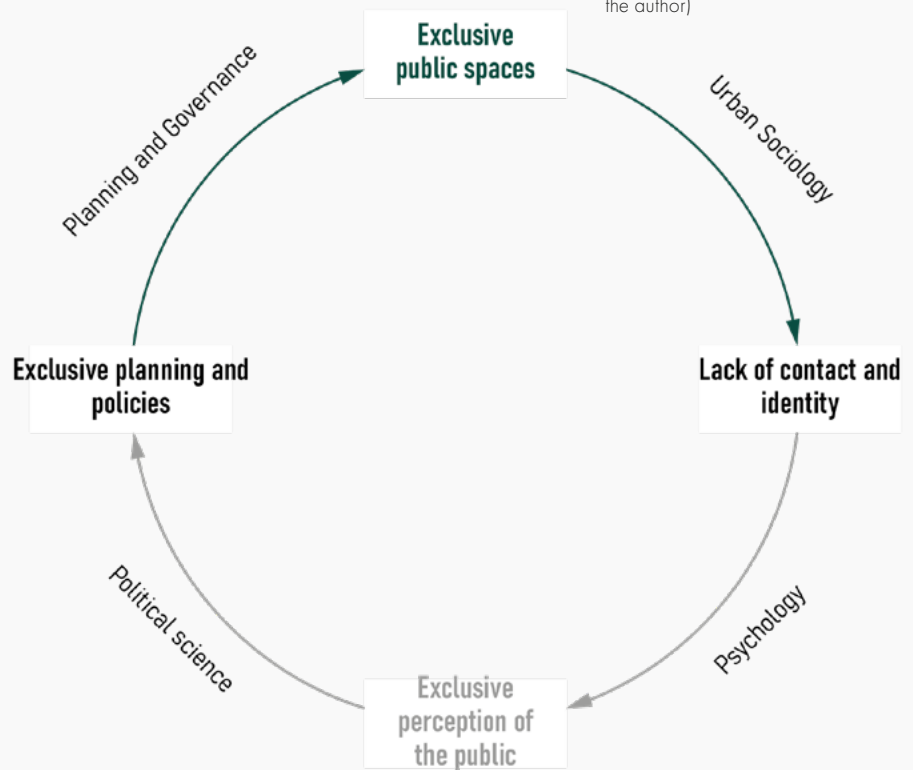 the author)
Exclusive
public spaces
Planning and Governance
Urban Sociology
Exclusive planning and
policies
Lack of contact and
identity
Political science
Psychology
Exclusive
perception of
the public